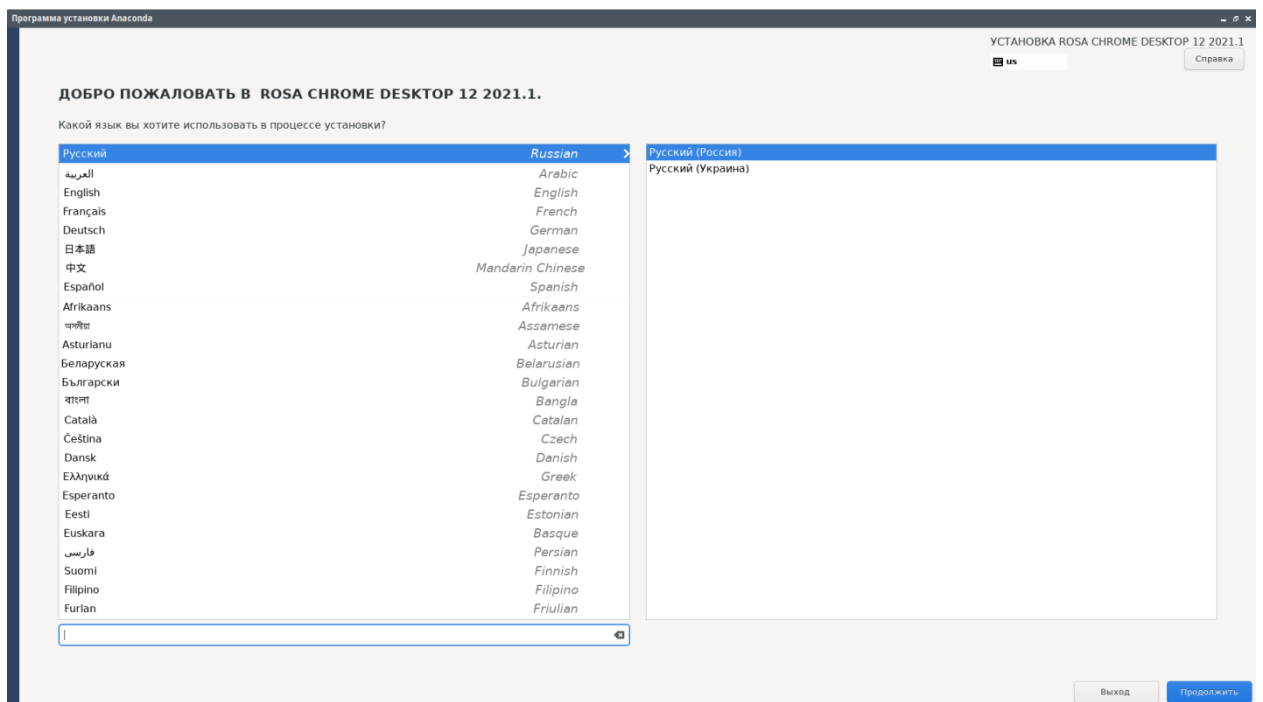 Программа установки Anaconda
УСТАНОВКА ROSA CHROME DESKTOP 12 2021.1
us
Справка
ДОБРО ПОЖАЛОВАТЬ В ROSA CHROME DESKTOP 12 2021.1.
Какой язык вы хотите использовать в процессе установки?
Русский Russian
العربية Arabic
English English
Français French
Deutsch German
日本語 Japanese
中文 Mandarin Chinese
Español Spanish
Afrikaans Afrikaans
অসমীয়া Assamese
Asturianu Asturian
Беларуская Belarusian
Български Bulgarian
বাংলা Bangla
Català Catalan
Čeština Czech
Dansk Danish
Ελληνικά Greek
Esperanto Esperanto
Eesti Estonian
Euskara Basque
فارسی Persian
Suomi Finnish
Filipino Filipino
Furlan Friulian
Русский (Россия)
Русский (Украина)
Выход
Продолжить